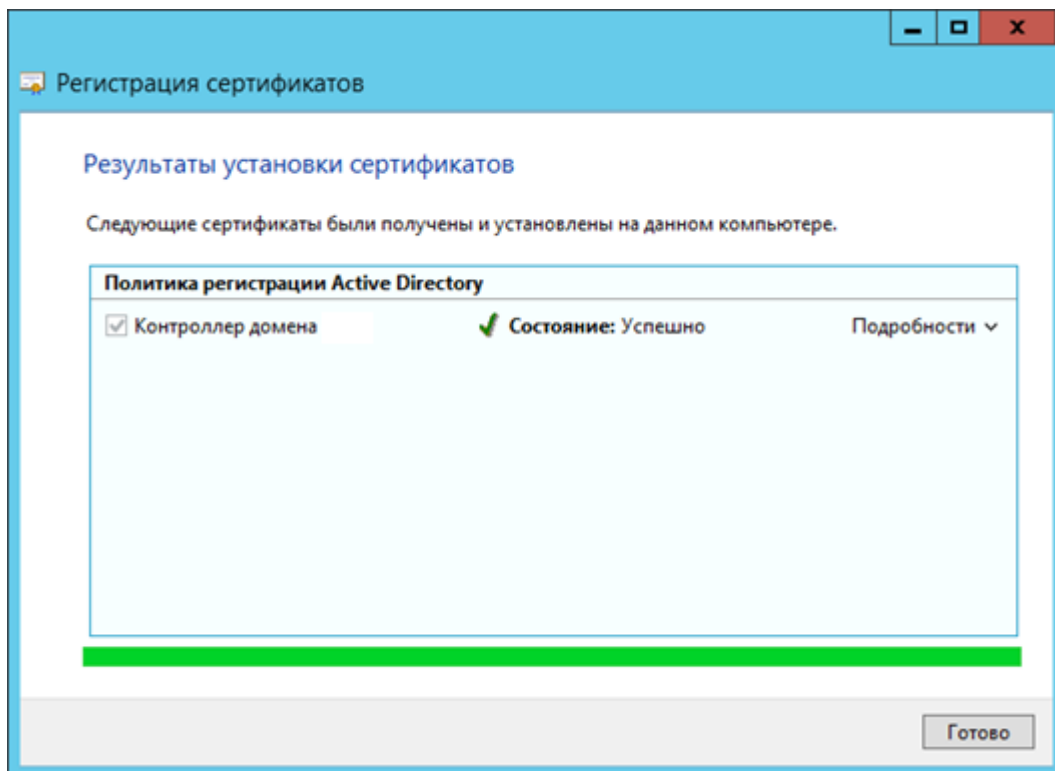 Регистрация сертификатов
Результаты установки сертификатов
Следующие сертификаты были получены и установлены на данном компьютере.
Политика регистрации Active Directory
Контроллер домена Состояние: Успешно Подробности
Готово